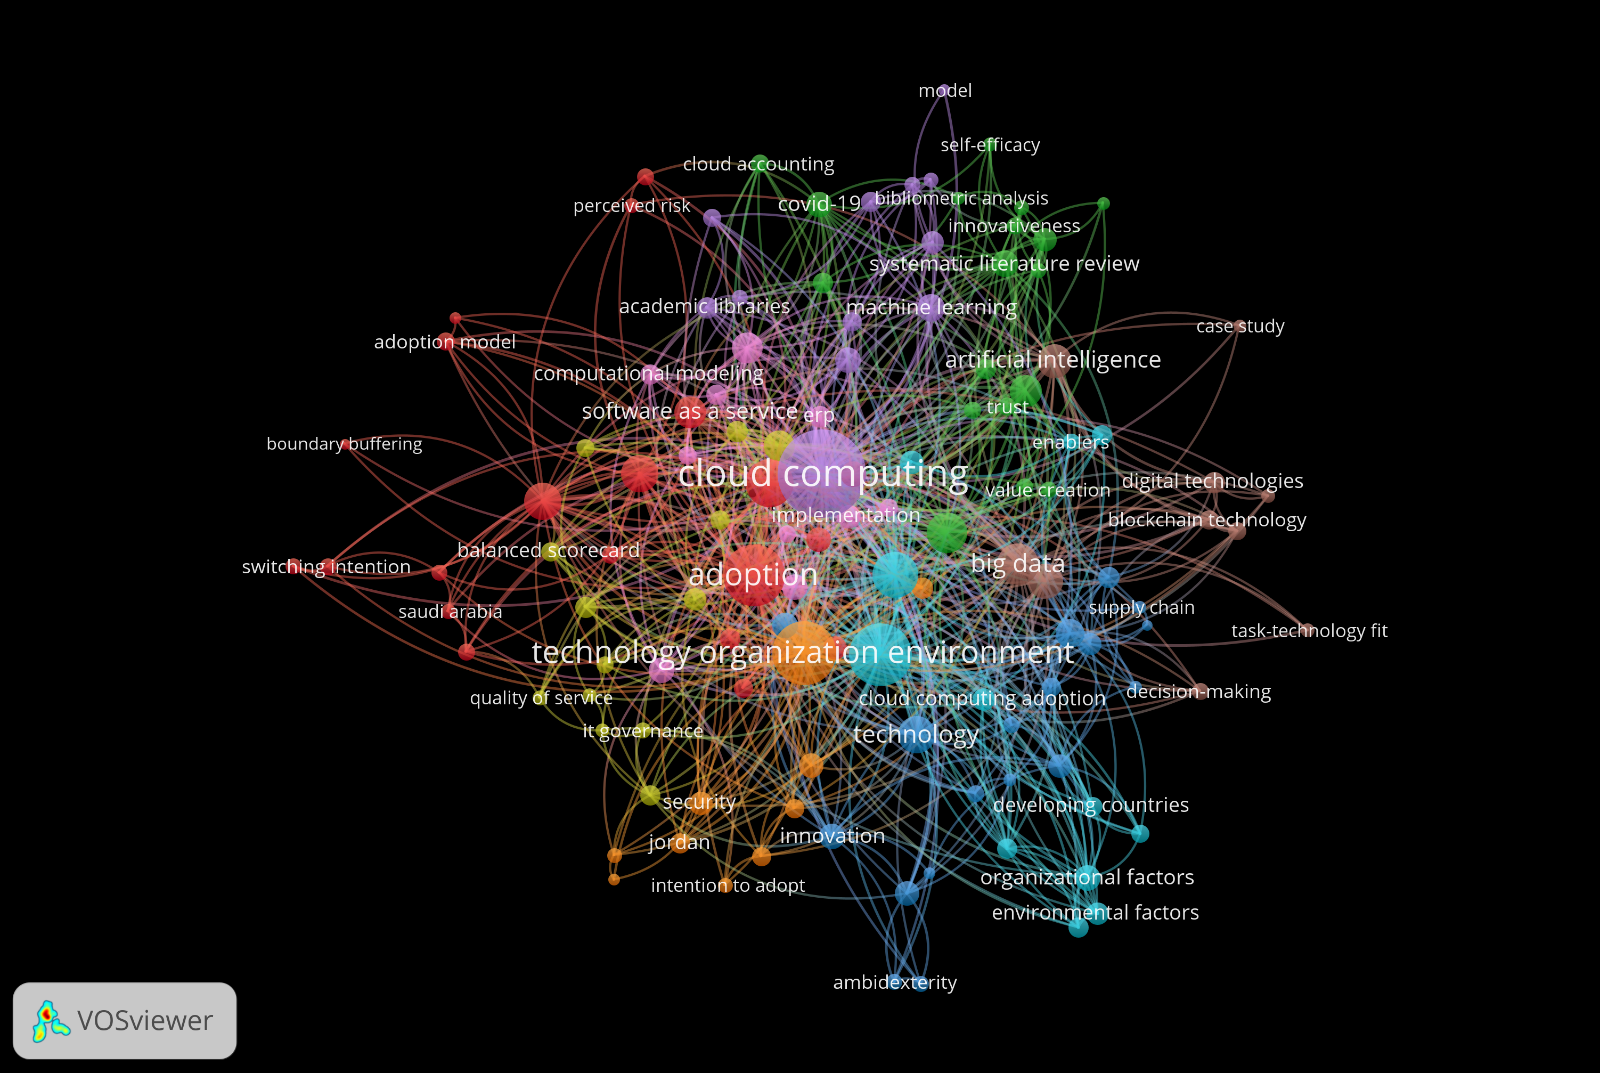 model
self-efficacy
cloud accounting
bibliometric analysis
covid-19
perceived risk
innovativeness
systematic literature review
academic libraries
machine learning
case study
adoption model
artificial intelligence
computational modeling
trust
software as a service
erp
enablers
boundary buffering
cloud computing
digital technologies
value creation
implementation
blockchain technology
balanced scorecard
big data
switching intention
adoption
supply chain
saudi arabia
task-technology fit
technology organization environment
decision-making
quality of service
cloud computing adoption
it governance
technology
security
developing countries
innovation
jordan
organizational factors
intention to adopt
environmental factors
ambidexterity
VOSviewer